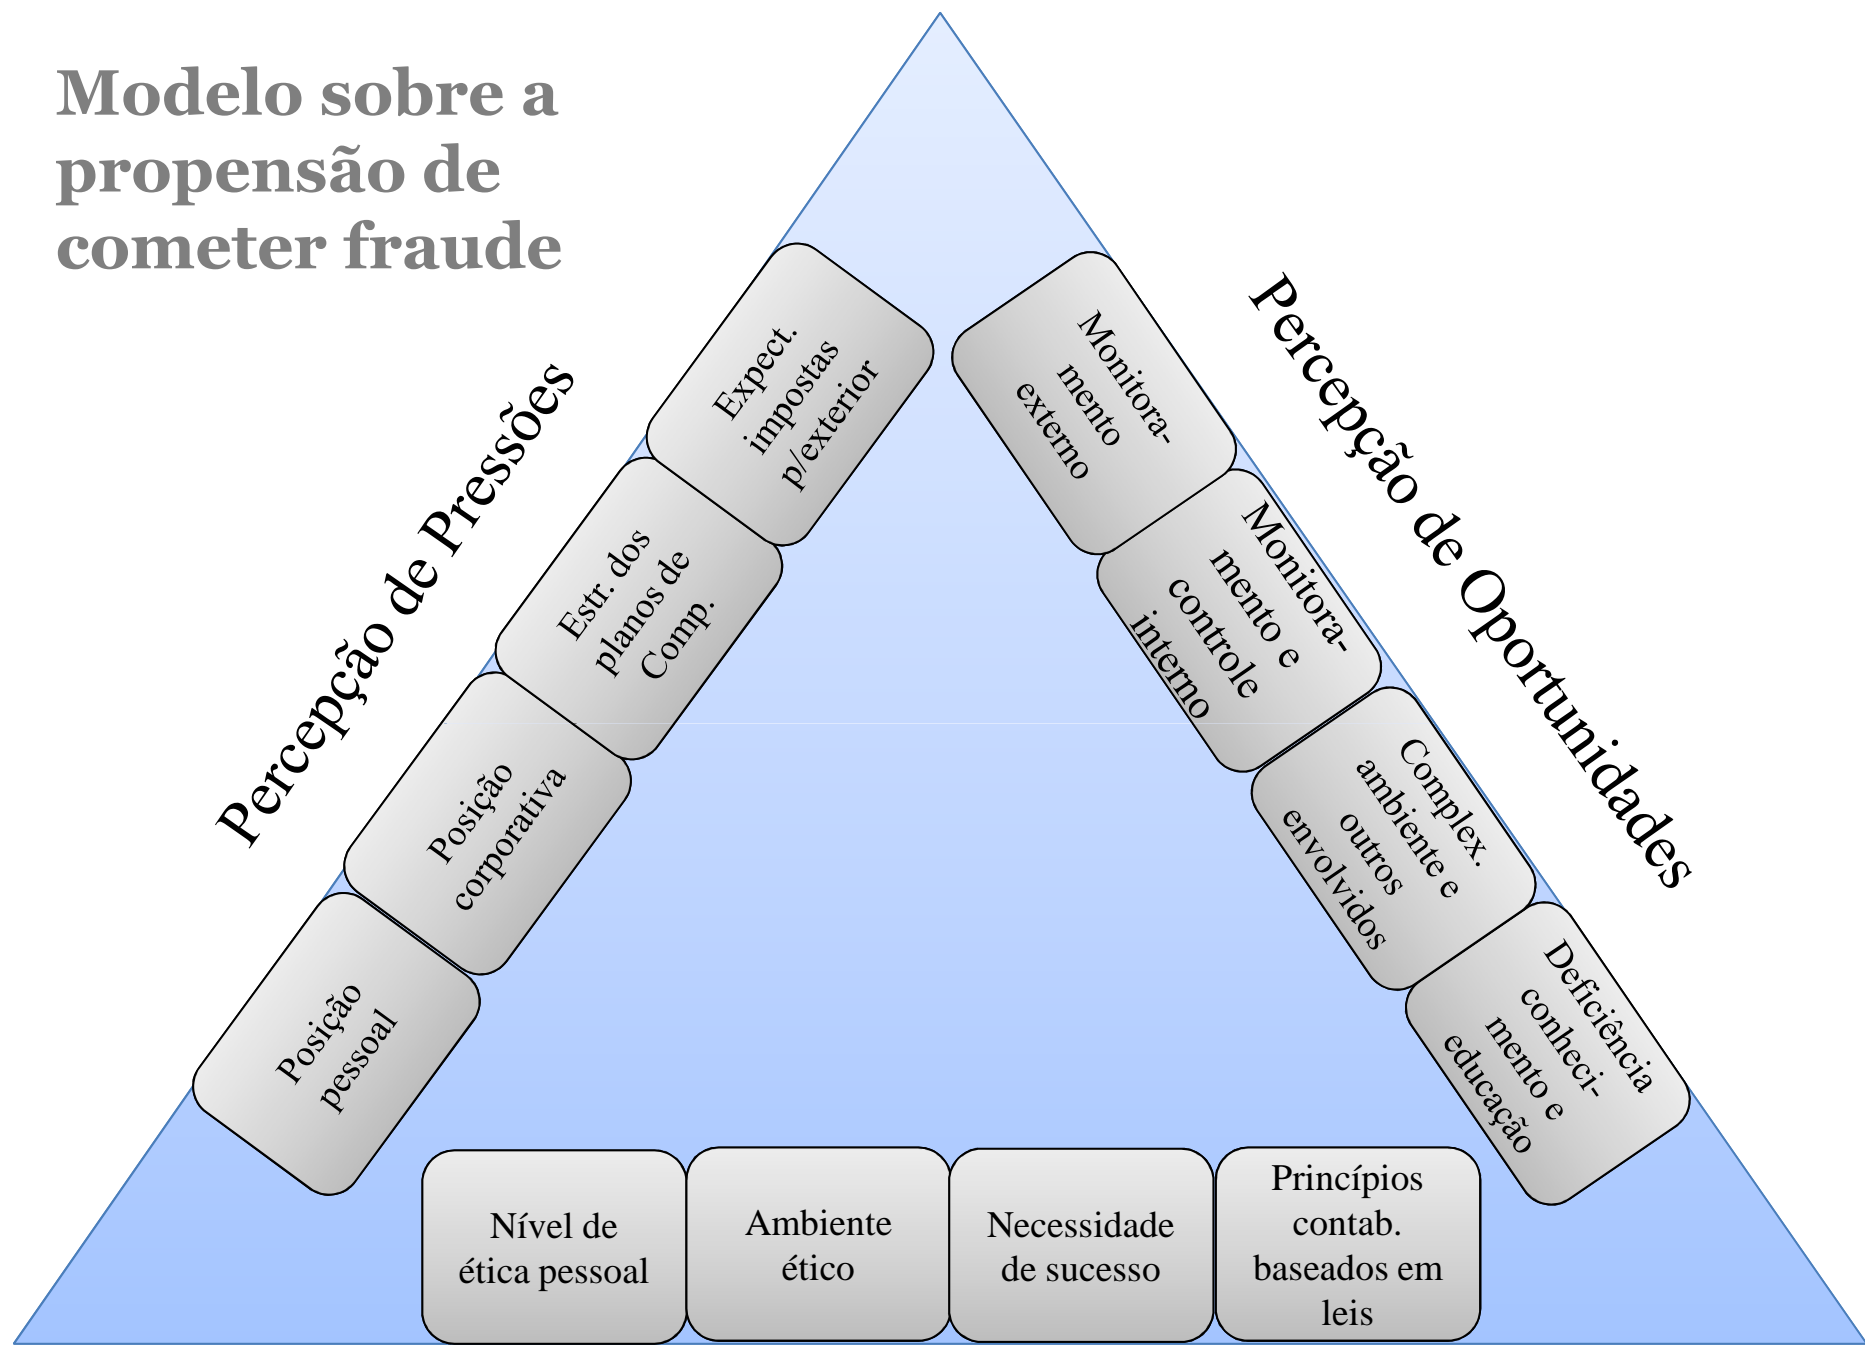 Modelo sobre a
propensão de
cometer fraude
Percepção de Pressões
Expect.
impostas
p/exterior
Estr. dos
planos de
Comp.
Posição
corporativa
Posição
pessoal
Percepção de Oportunidades
Monitora-
mento
externo
Monitora-
mento e
controle
interno
Complex.
ambiente e
outros
envolvidos
Deficiência
conheci-
mento e
educação
Nível de
ética pessoal
Ambiente
ético
Necessidade
de sucesso
Princípios
contab.
baseados em
leis